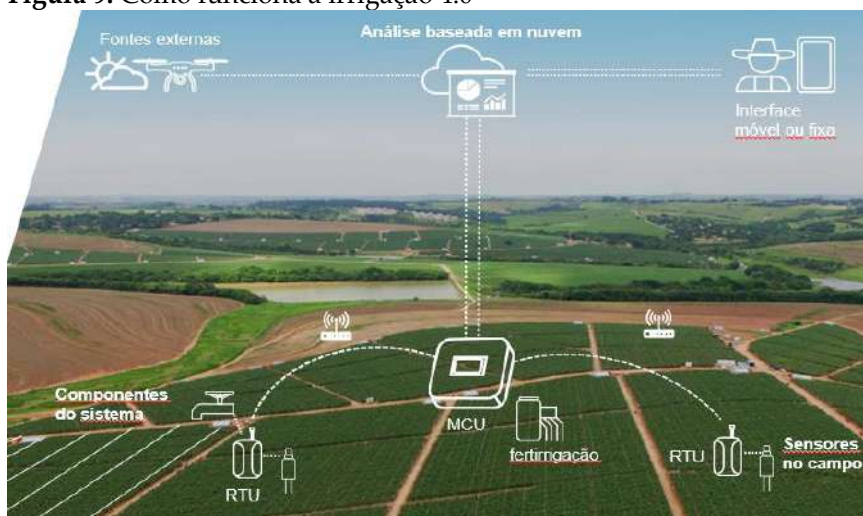 Figura 9. Como funciona a irrigação 4.0
Fontes externas
Análise baseada em nuvem
Interface
móvel ou fixa
Componentes
do sistema
MCU
fertirrigação
RTU
Sensores
no campo
RTU